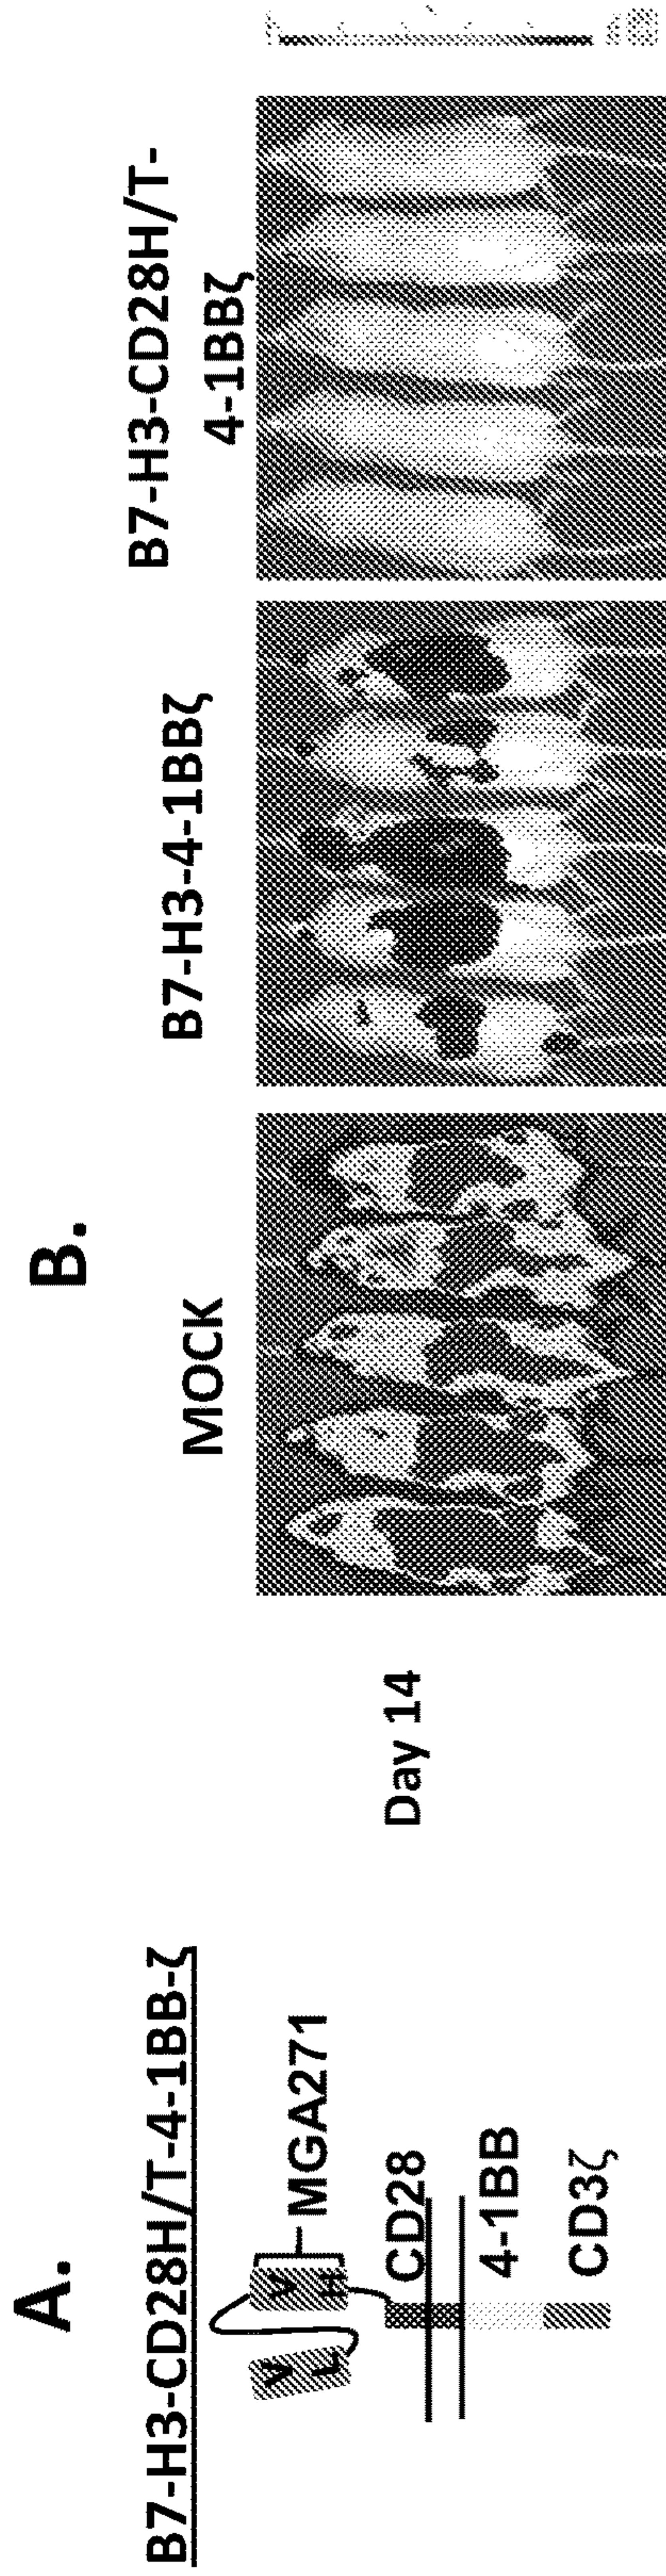 A.
B7-H3-CD28H/T-4-1BB-ζ
V
L
V
H
MGA271
CD28
4-1BB
CD3ζ
B.
MOCK
B7-H3-4-1BBζ
B7-H3-CD28H/T-
4-1BBζ
Day 14